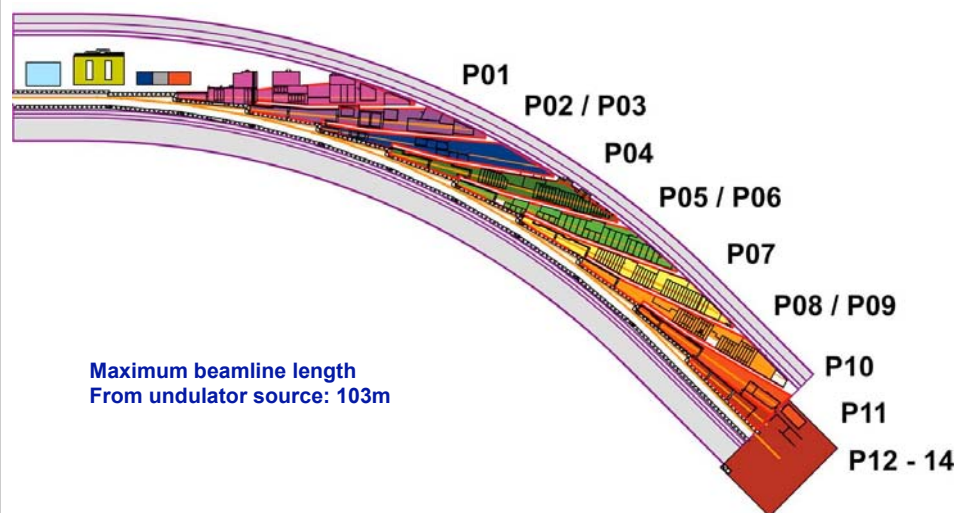 P01
P02 / P03
P04
P05 / P06
P07
P08 / P09
Maximum beamline length
From undulator source: 103m
P10
P11
P12 - 14